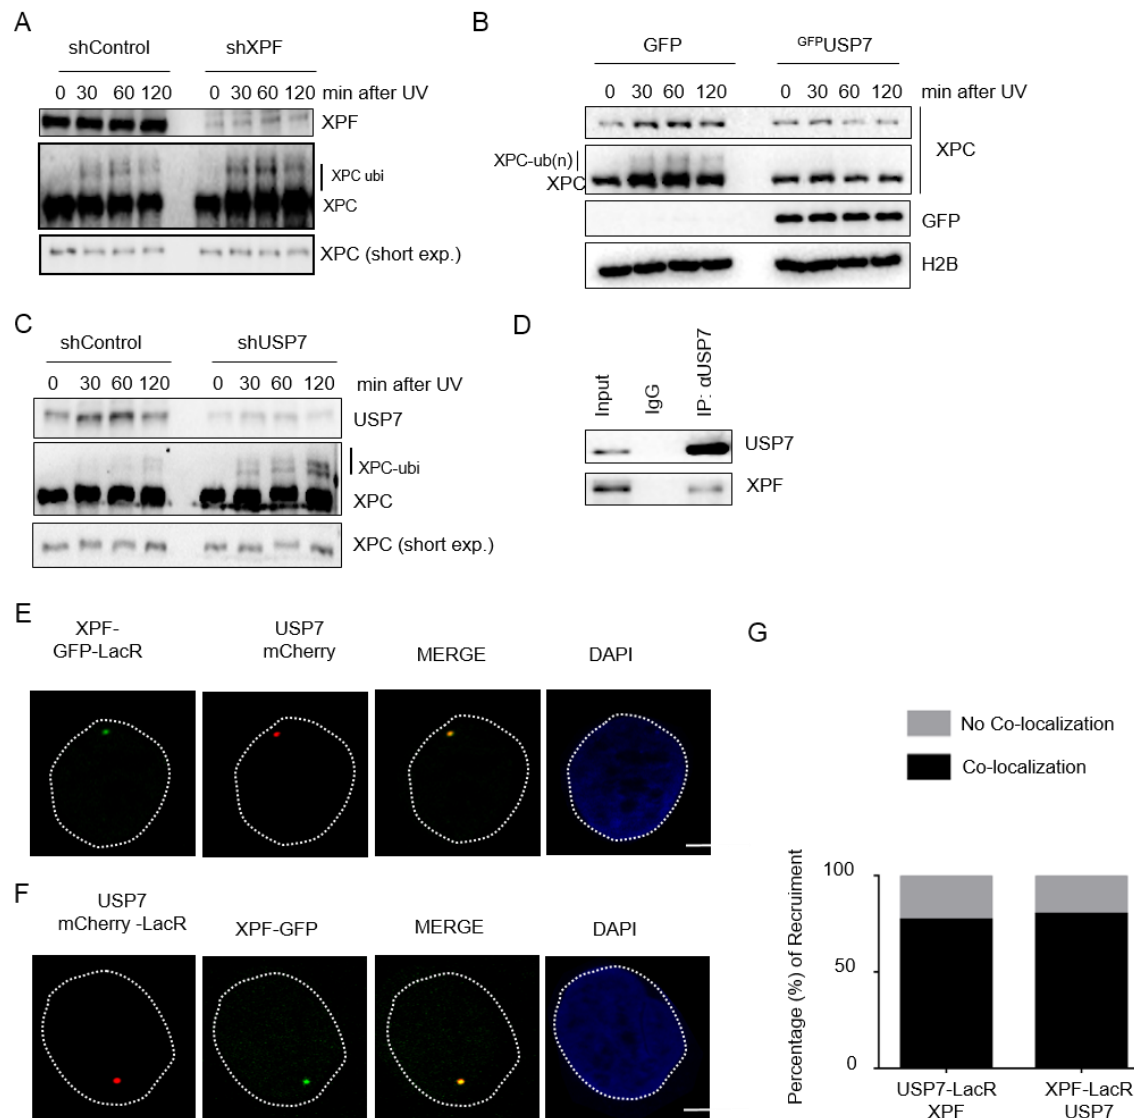 A
shControl shXPF
0 30 60 120 0 30 60 120 min after UV
XPF
XPC ubi
XPC
XPC (short exp.)
B
GFP GFPUSP7
0 30 60 120 0 30 60 120 min after UV
XPC-ub(n)
XPC
XPC
GFP
H2B
C
shControl shUSP7
0 30 60 120 0 30 60 120 min after UV
USP7
XPC-ubi
XPC
XPC (short exp.)
D
Input IgG IP: αUSP7
USP7
XPF
E
XPF-
GFP-LacR
USP7
mCherry
MERGE
DAPI
F
USP7
mCherry -LacR
XPF-GFP
MERGE
DAPI
G
No Co-localization
Co-localization
Percentage (%) of Recruiment
100
50
0
USP7-LacR
XPF
XPF-LacR
USP7